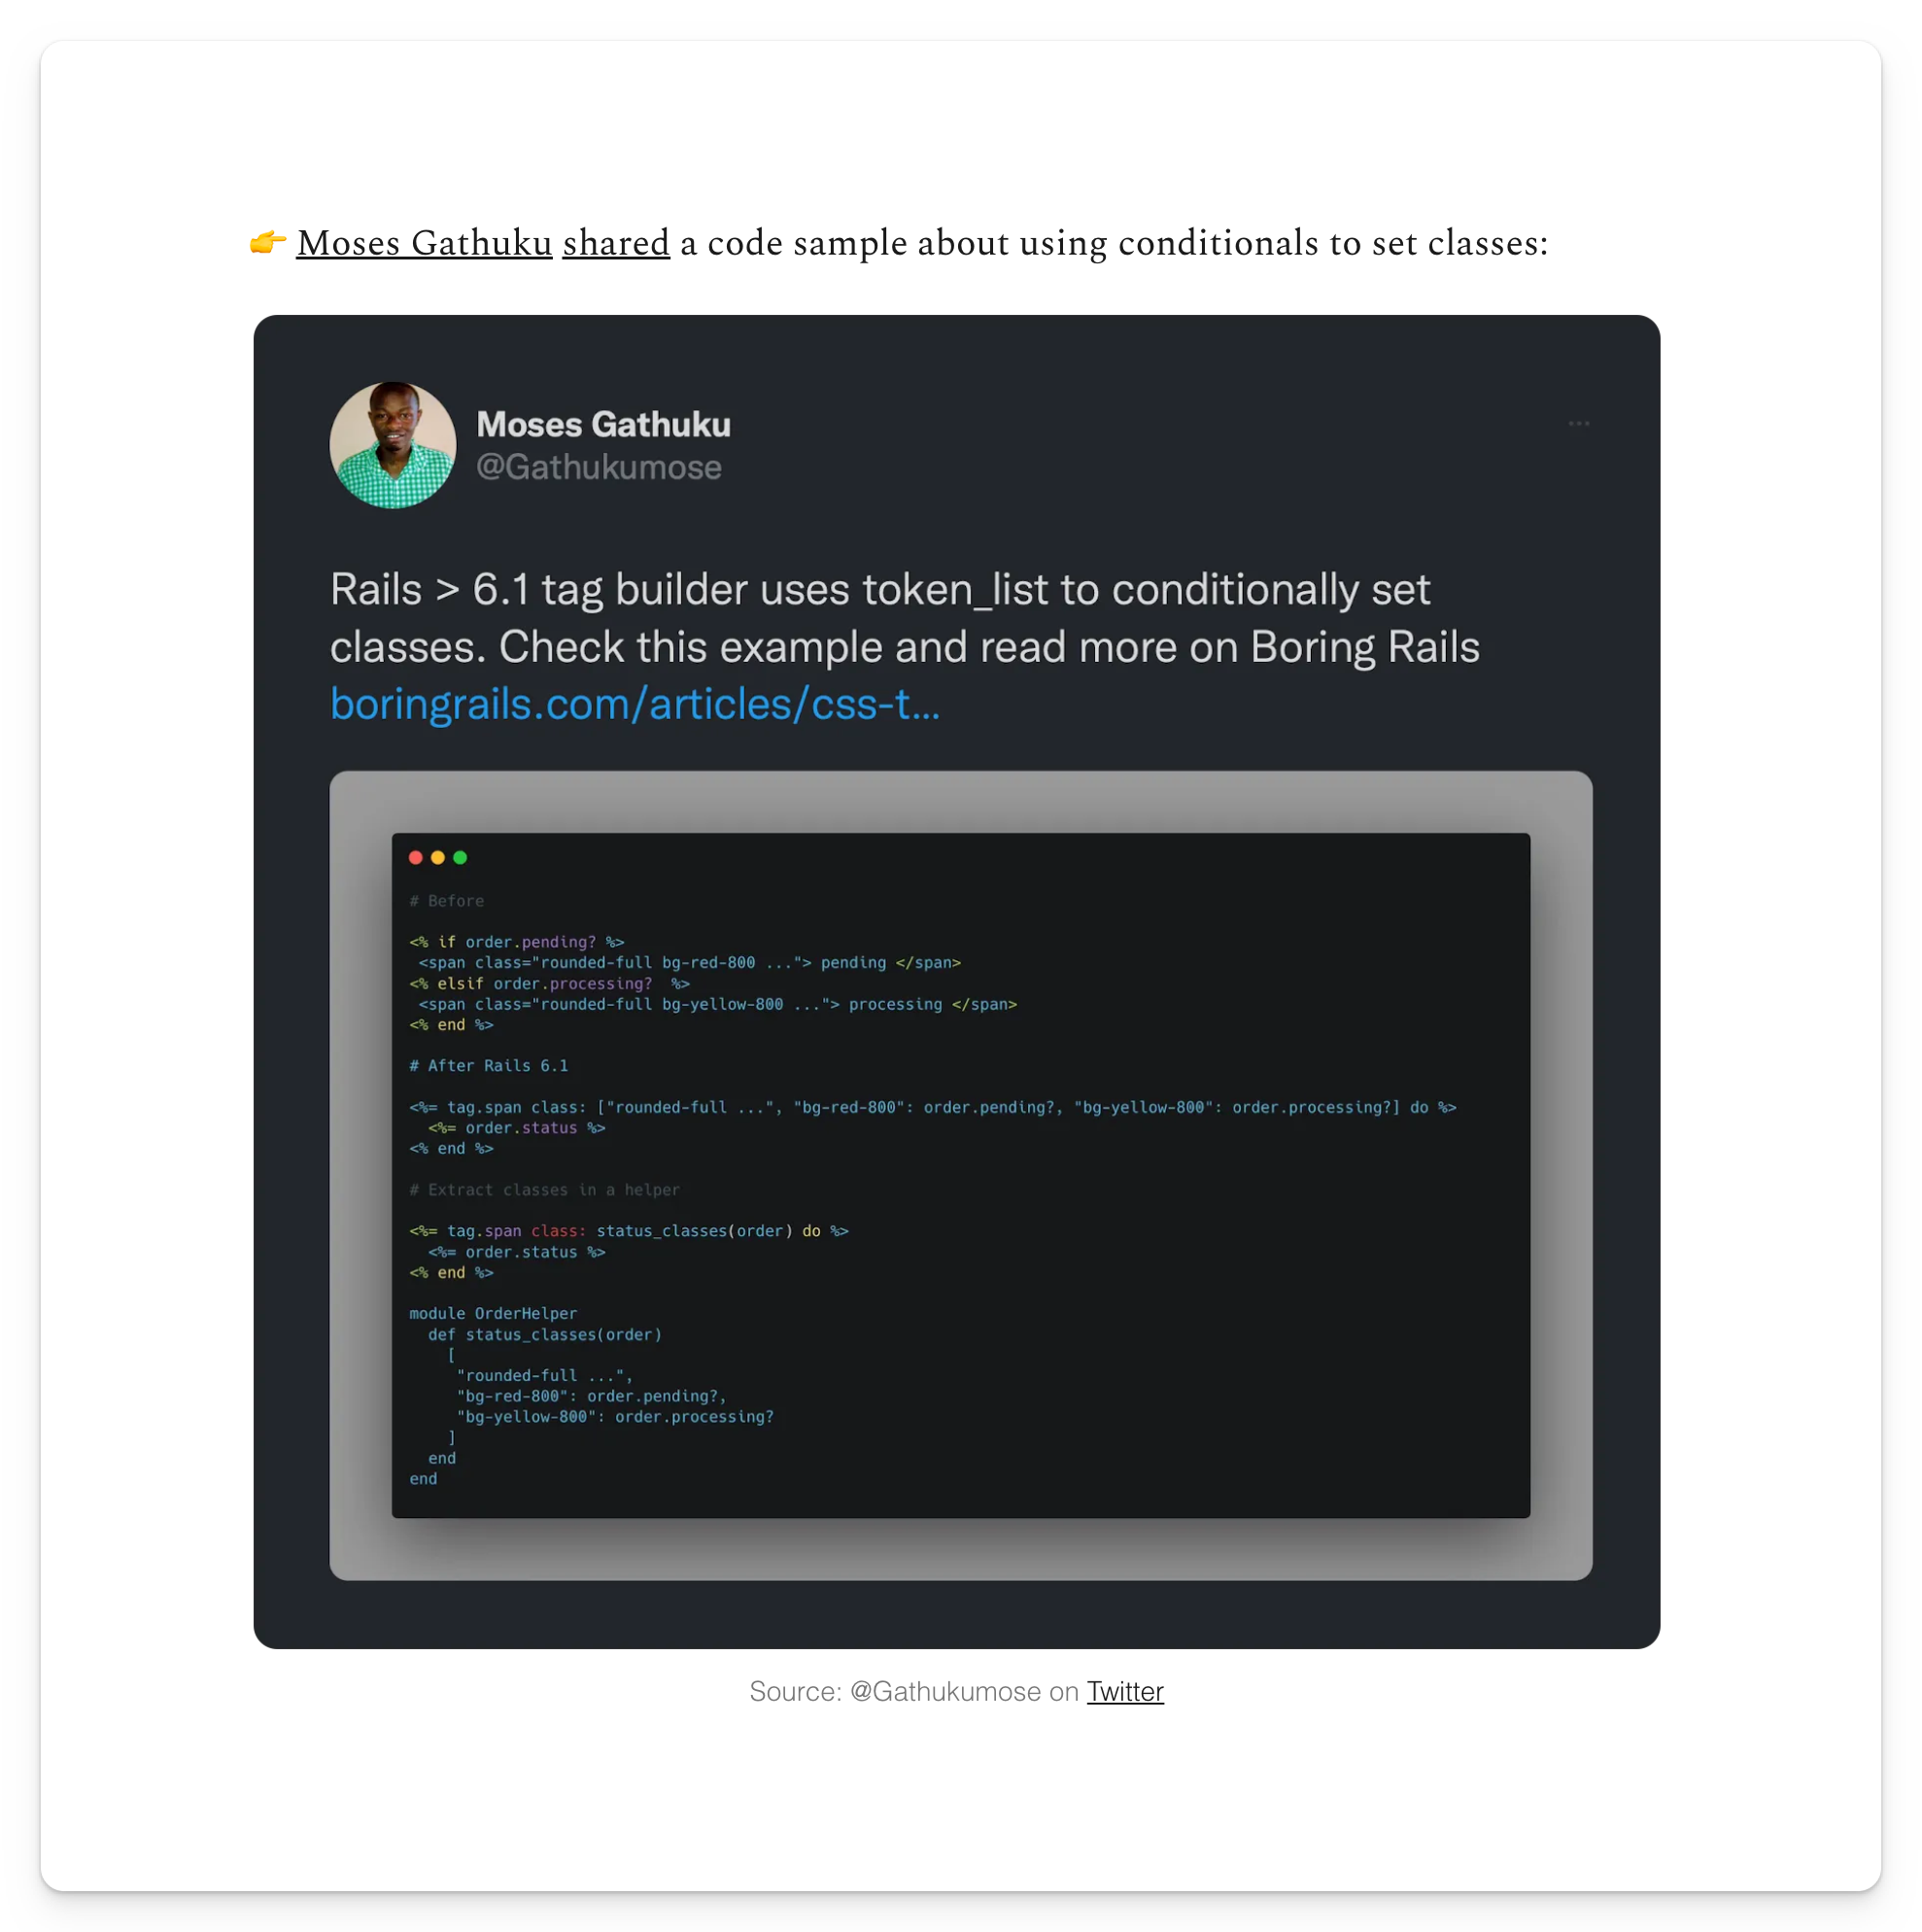 👉 Moses Gathuku shared a code sample about using conditionals to set classes:
Moses Gathuku
@Gathukumose
...
Rails > 6.1 tag builder uses token_list to conditionally set
classes. Check this example and read more on Boring Rails
boringrails.com/articles/css-t...
# Before
<% if order.pending? %>
 <span class="rounded-full bg-red-800 ..."> pending </span>
<% elsif order.processing?  %>
 <span class="rounded-full bg-yellow-800 ..."> processing </span>
<% end %>
# After Rails 6.1
<%= tag.span class: ["rounded-full ...", "bg-red-800": order.pending?, "bg-yellow-800": order.processing?] do %>
  <%= order.status %>
<% end %>
# Extract classes in a helper
<%= tag.span class: status_classes(order) do %>
  <%= order.status %>
<% end %>
module OrderHelper
  def status_classes(order)
    [
     "rounded-full ...",
     "bg-red-800": order.pending?,
     "bg-yellow-800": order.processing?
    ]
  end
end
Source: @Gathukumose on Twitter